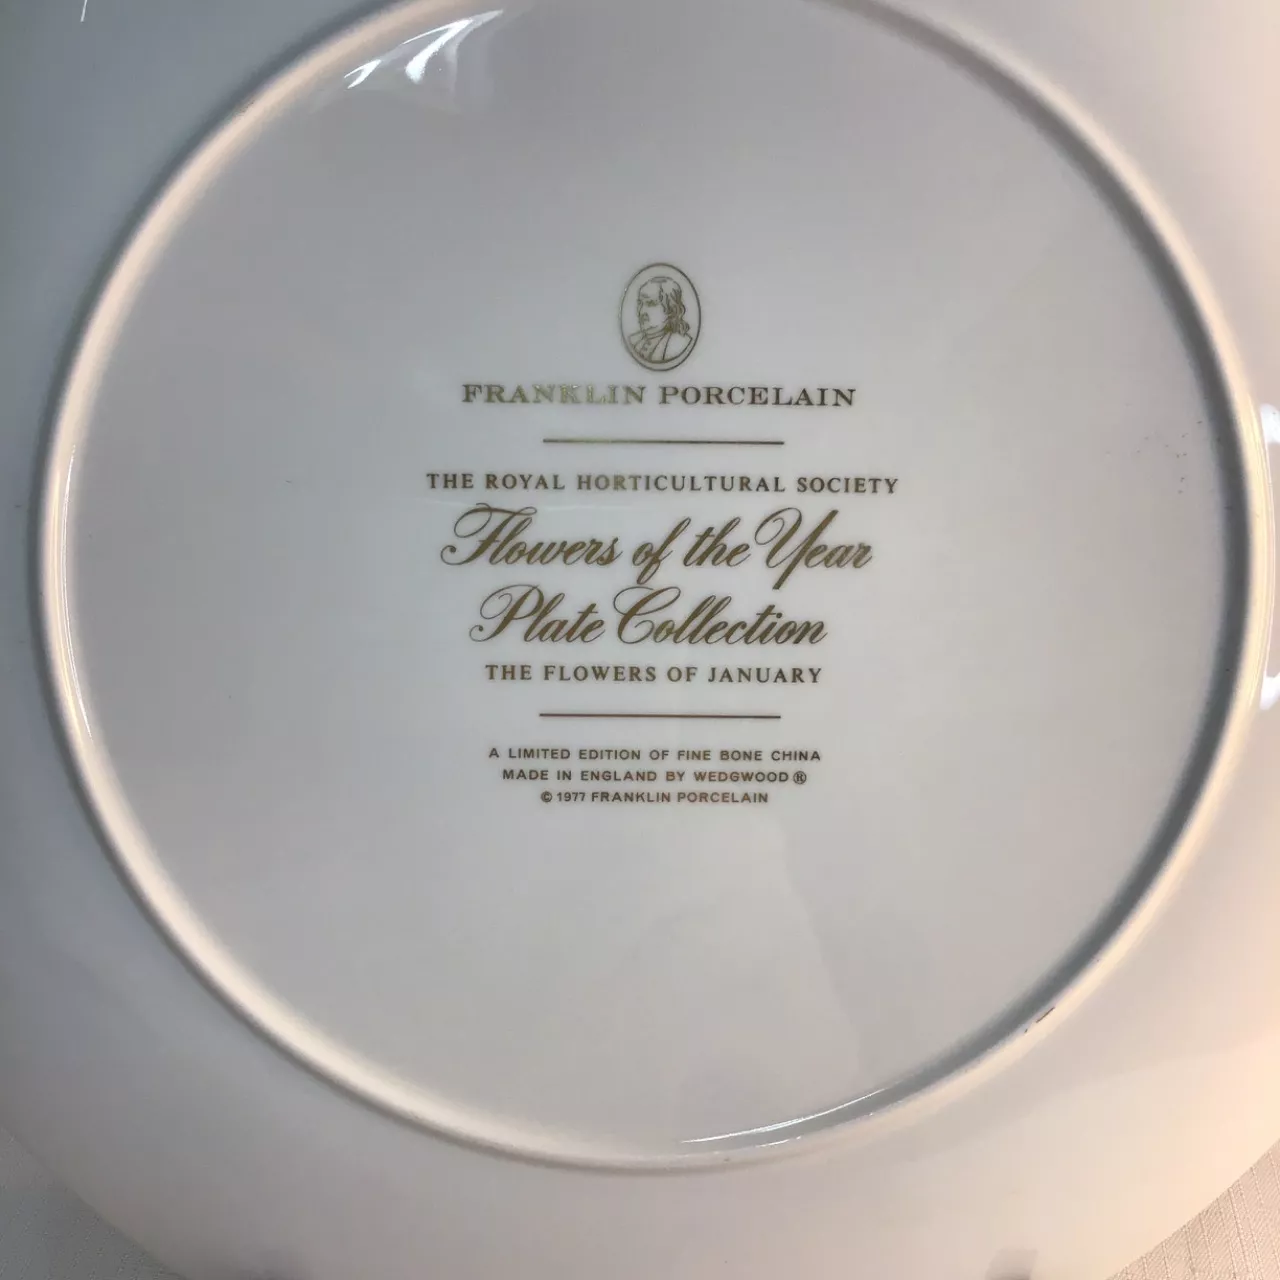 FRANKLIN PORCELAIN
THE ROYAL HORTICULTURAL SOCIETY
Flowers of the Year
Plate Collection
THE FLOWERS OF JANUARY
A LIMITED EDITION OF FINE BONE CHINA
MADE IN ENGLAND BY WEDGWOOD®
© 1977 FRANKLIN PORCELAIN